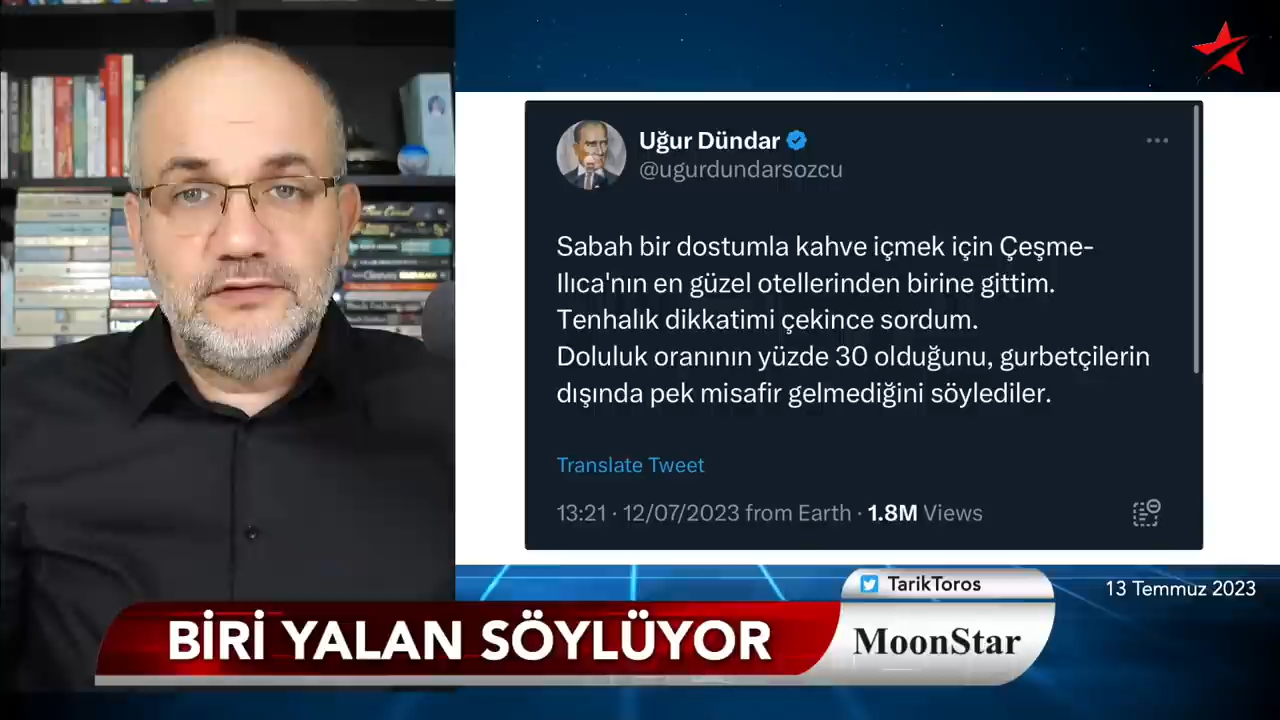 Uğur Dündar
@ugurdundarsozcu
Sabah bir dostumla kahve içmek için Çeşme-
Ilıca'nın en güzel otellerinden birine gittim.
Tenhalık dikkatimi çekince sordum.
Doluluk oranının yüzde 30 olduğunu, gurbetçilerin
dışında pek misafir gelmediğini söylediler.
Translate Tweet
13:21 · 12/07/2023 from Earth · 1.8M Views
TarikToros
13 Temmuz 2023
BİRİ YALAN SÖYLÜYOR
MoonStar